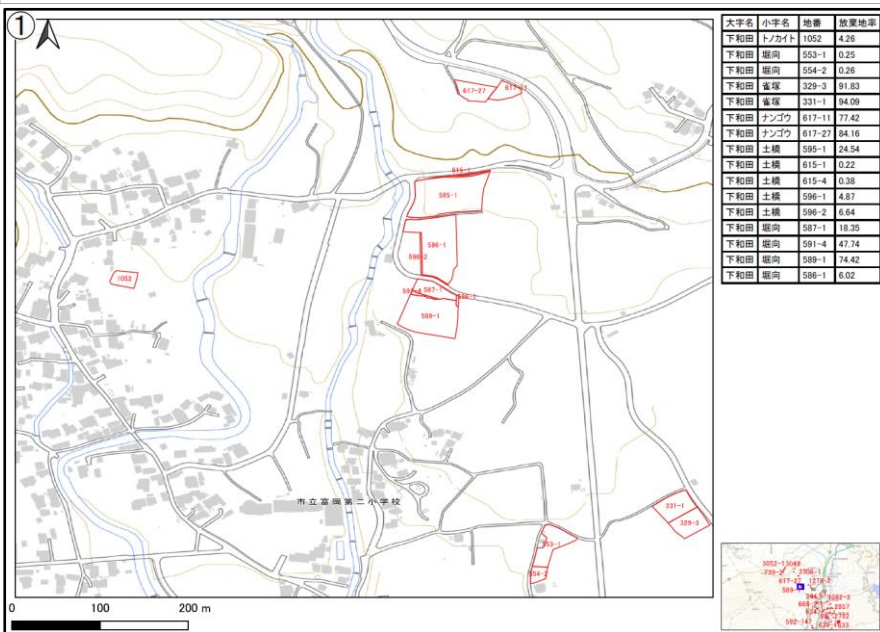 ①
617-27
615-1
595-1
596-1
596-2
1052
587-1
589-1
市立富岡第二小学校
331-1
329-3
553-1
554-2
0 100 200 m
大字名 小字名 地番 放棄地率
下和田 トノカイト 1052 4.26
下和田 堀向 553-1 0.25
下和田 堀向 554-2 0.26
下和田 雀塚 329-3 91.83
下和田 雀塚 331-1 94.09
下和田 ナンゴウ 617-11 77.42
下和田 ナンゴウ 617-27 84.16
下和田 土橋 595-1 24.54
下和田 土橋 615-1 0.22
下和田 土橋 615-4 0.38
下和田 土橋 596-1 4.87
下和田 土橋 596-2 6.64
下和田 堀向 587-1 18.35
下和田 堀向 591-4 47.74
下和田 堀向 589-1 74.42
下和田 堀向 586-1 6.02
617-27
592-147